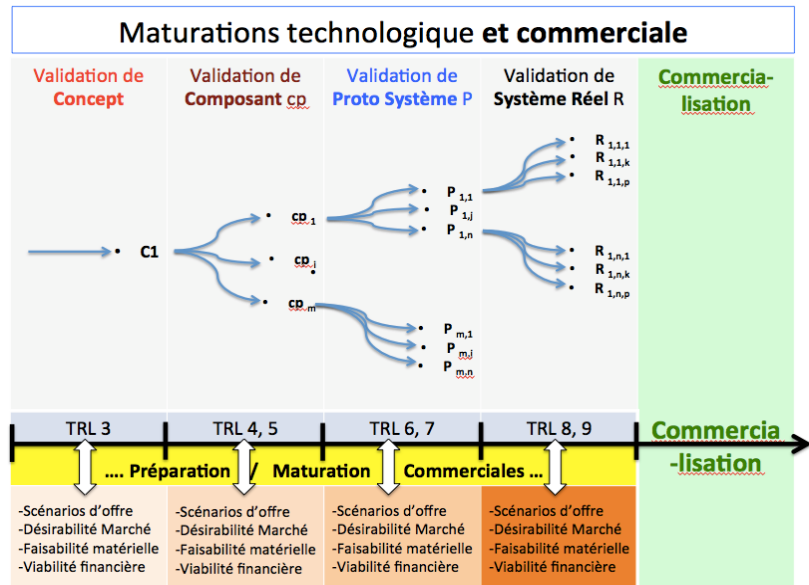 Maturations technologique et commerciale
Validation de
Concept
Validation de
Composant cp
Validation de
Proto Système P
Validation de
Système Réel R
Commercia-
lisation
• C1
• cp 1
• cp i
•
• cp m
• P 1,1
• P 1,j
• P 1,n
• P m,1
• P m,j
• P m,n
• R 1,1,1
• R 1,1,k
• R 1,1,p
• R 1,n,1
• R 1,n,k
• R 1,n,p
TRL 3
TRL 4, 5
TRL 6, 7
TRL 8, 9
Commercia
-lisation
.... Préparation / Maturation Commerciales ...
-Scénarios d'offre
-Désirabilité Marché
-Faisabilité matérielle
-Viabilité financière
-Scénarios d'offre
-Désirabilité Marché
-Faisabilité matérielle
-Viabilité financière
-Scénarios d'offre
-Désirabilité Marché
-Faisabilité matérielle
-Viabilité financière
-Scénarios d'offre
-Désirabilité Marché
-Faisabilité matérielle
-Viabilité financière